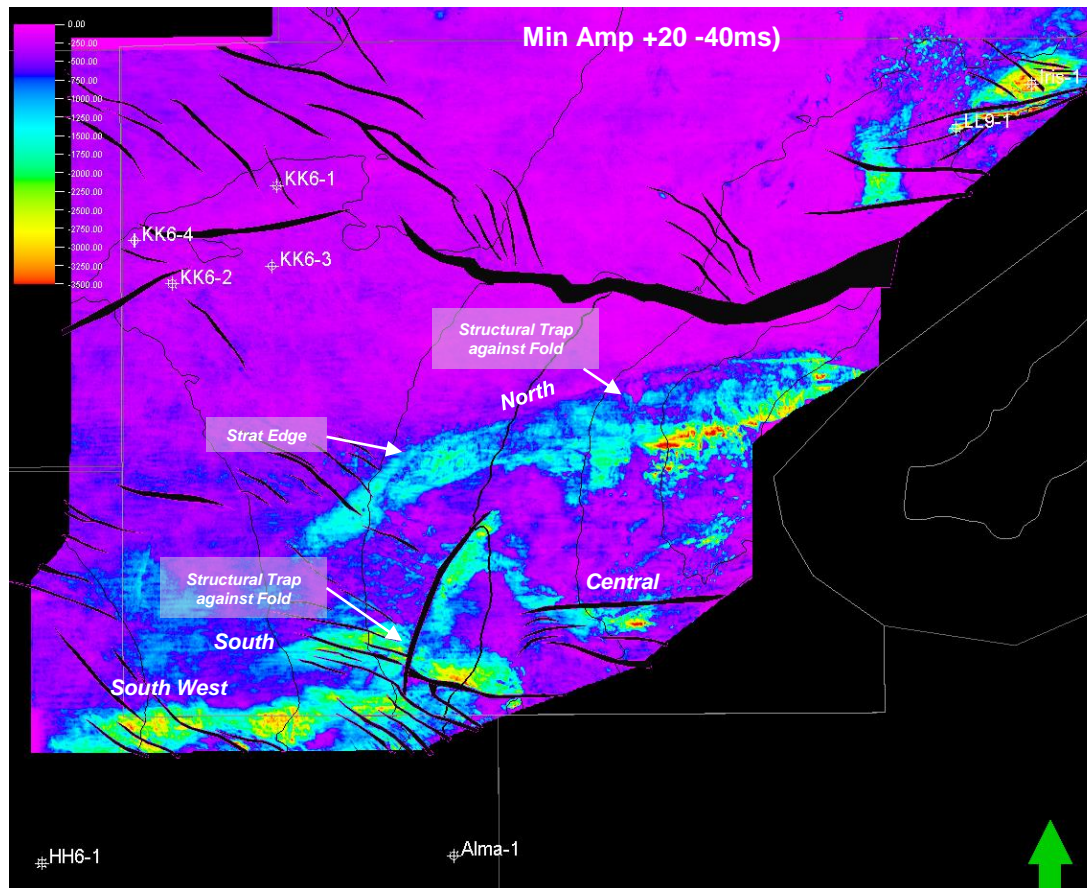 Min Amp +20 -40ms)
0.00
-250.00
-500.00
-750.00
-1000.00
-1250.00
-1500.00
-1750.00
-2000.00
-2250.00
-2500.00
-2750.00
-3000.00
-3250.00
-3500.00
Iris-1
LL9-1
KK6-1
KK6-4
KK6-3
KK6-2
Structural Trap
against Fold
North
Strat Edge
Structural Trap
against Fold
Central
South
South West
HH6-1
Alma-1